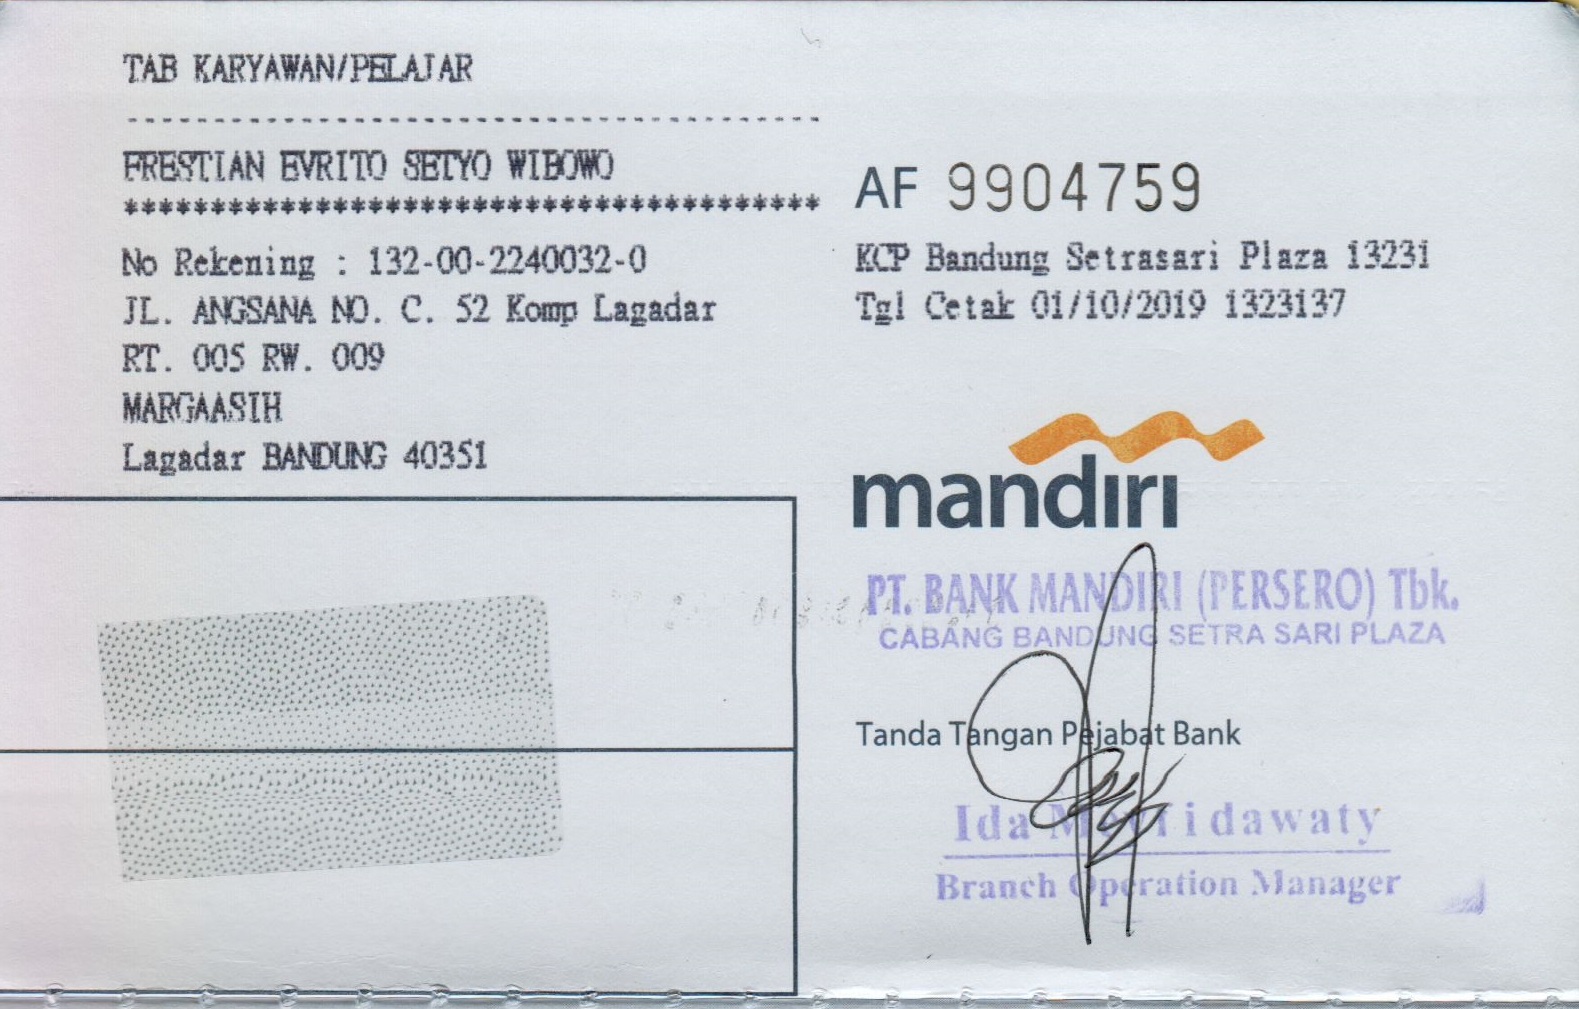 TAB KARYAWAN/PELAJAR
----------------------------------------
FRESTIAN EVRITO SETYO WIBOWO
****************************************
No Rekening : 132-00-2240032-0
JL. ANGSANA NO. C. 52 Komp Lagadar
RT. 005 RW. 009
MARGAASIH
Lagadar BANDUNG 40351
AF 9904759
KCP Bandung Setrasari Plaza 13231
Tgl Cetak 01/10/2019 1323137
mandiri
PT. BANK MANDIRI (PERSERO) Tbk.
CABANG BANDUNG SETRA SARI PLAZA
Tanda Tangan Pejabat Bank
Ida
Branch Operation Manager